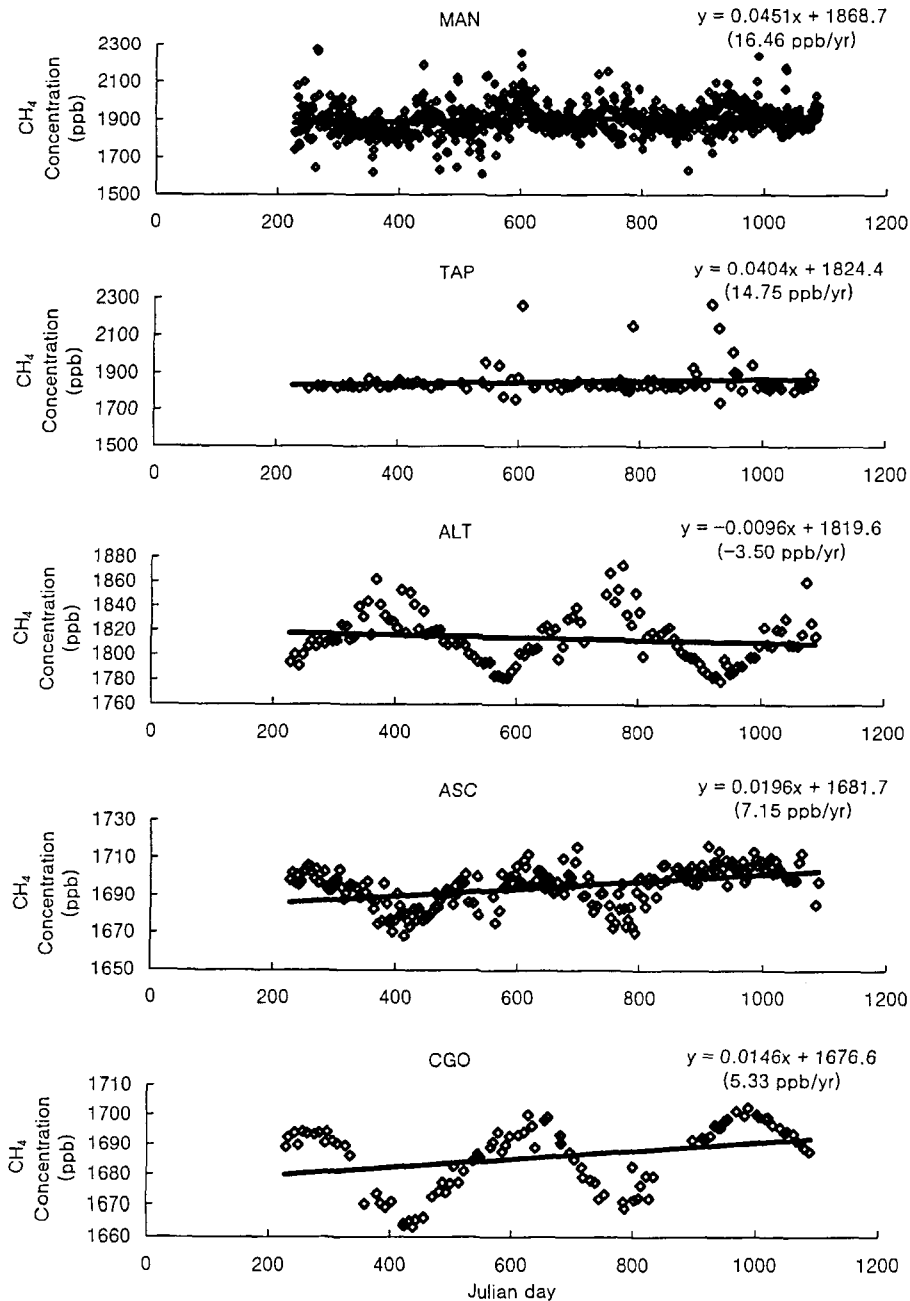 MAN
y = 0.0451x + 1868.7
(16.46 ppb/yr)
CH4
Concentration
(ppb)
2300
2100
1900
1700
1500
0 200 400 600 800 1000 1200
TAP
y = 0.0404x + 1824.4
(14.75 ppb/yr)
CH4
Concentration
(ppb)
2300
2100
1900
1700
1500
0 200 400 600 800 1000 1200
ALT
y = -0.0096x + 1819.6
(-3.50 ppb/yr)
CH4
Concentration
(ppb)
1880
1860
1840
1820
1800
1780
1760
0 200 400 600 800 1000 1200
ASC
y = 0.0196x + 1681.7
(7.15 ppb/yr)
CH4
Concentration
(ppb)
1730
1710
1690
1670
1650
0 200 400 600 800 1000 1200
CGO
y = 0.0146x + 1676.6
(5.33 ppb/yr)
CH4
Concentration
(ppb)
1710
1700
1690
1680
1670
1660
0 200 400 600 800 1000 1200
Julian day